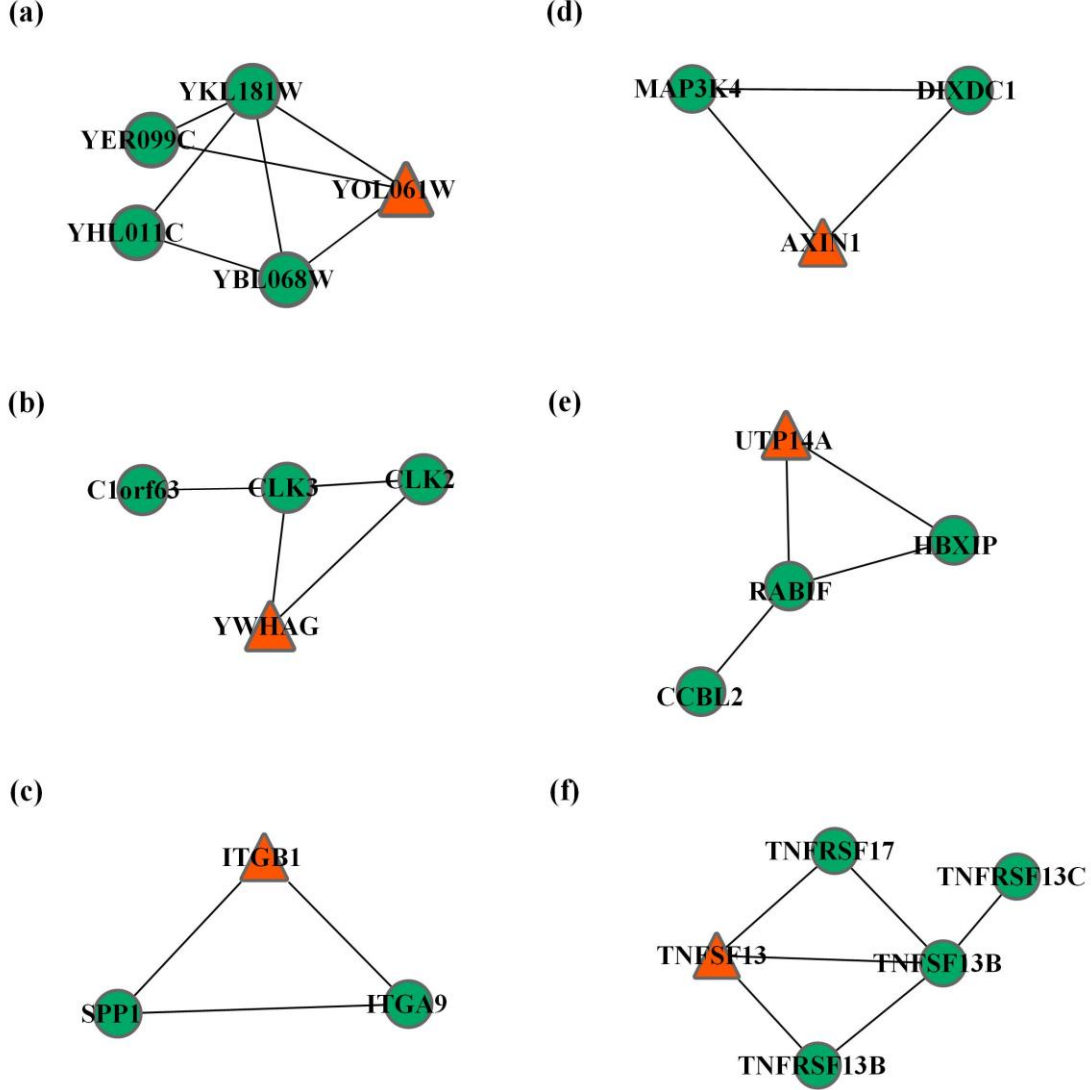 (a)
YKL181W
YER099C
YOL061W
YHL011C
YBL068W
(b)
C1orf63
CLK3
CLK2
YWHAG
(c)
ITGB1
SPP1
ITGA9
(d)
MAP3K4
DIXDC1
AXIN1
(e)
UTP14A
HBXIP
RABIF
CCBL2
(f)
TNFRSF17
TNFRSF13C
TNFSF13
TNFSF13B
TNFRSF13B